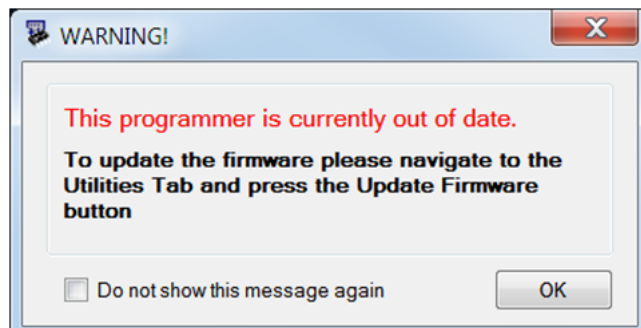 WARNING!
This programmer is currently out of date.
To update the firmware please navigate to the
Utilities Tab and press the Update Firmware
button
Do not show this message again
OK